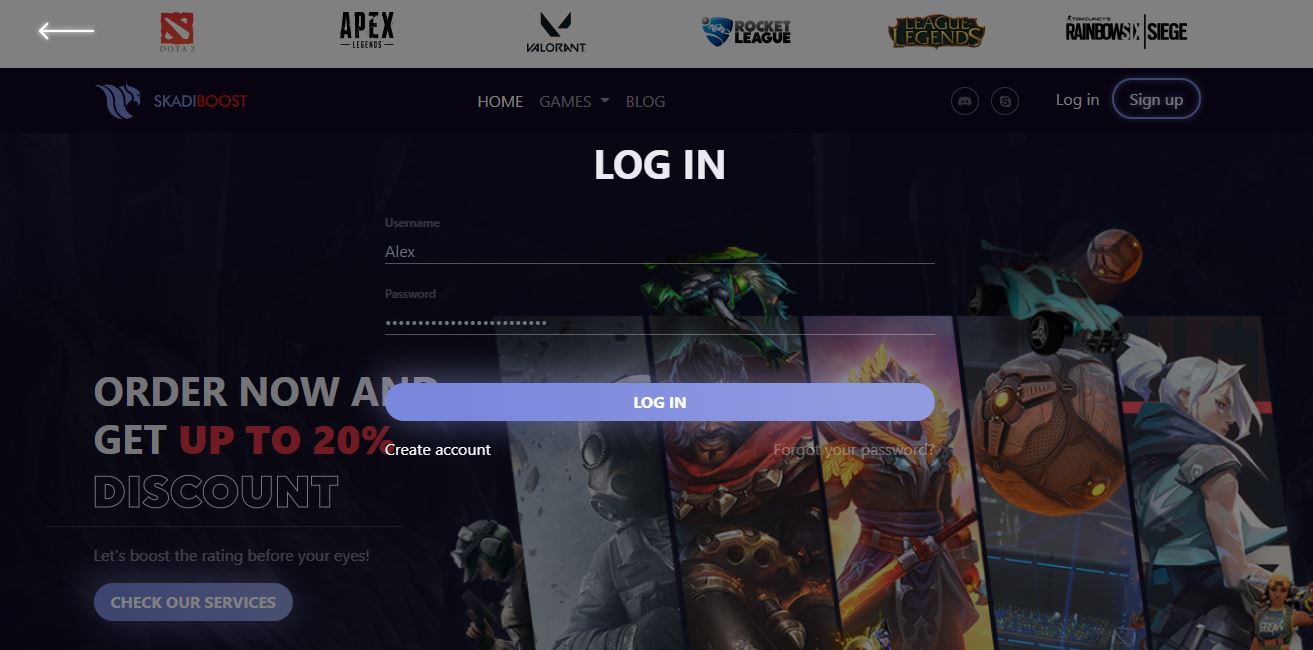 DOTA 2
APEX
LEGENDS
VALORANT
ROCKET
LEAGUE
LEAGUE
OF
LEGENDS
TOM CLANCY'S
RAINBOWSIX SIEGE
SKADIBOOST
HOME GAMES BLOG
Log in Sign up
LOG IN
Username
Alex
Password
•••••••••••••••••••••••••
ORDER NOW AND
GET UP TO 20%
DISCOUNT
LOG IN
Create account Forgot your password?
Let's boost the rating before your eyes!
CHECK OUR SERVICES